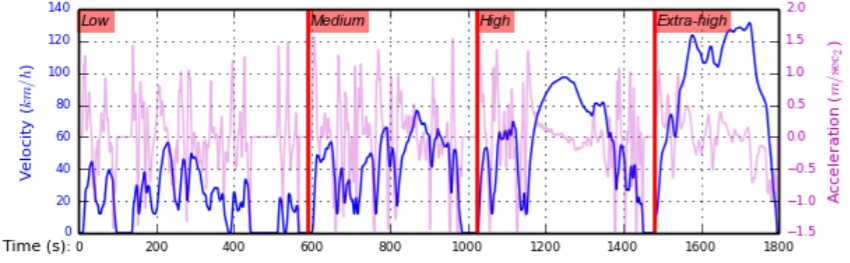 Low Medium High Extra-high
140 2.0
120 1.5
100 1.0
80 0.5
60 0.0
40 −0.5
20 −1.0
0 −1.5
Velocity (km/h)
Acceleration (m/sec2)
Time (s): 0 200 400 600 800 1000 1200 1400 1600 1800